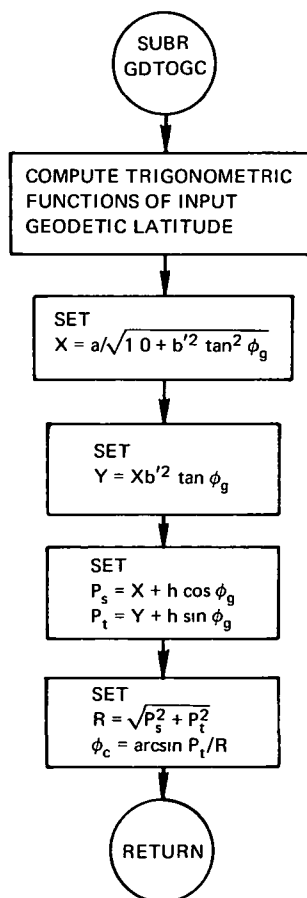 SUBR
GDTOGC
COMPUTE TRIGONOMETRIC
FUNCTIONS OF INPUT
GEODETIC LATITUDE
SET
X = a/√1 0 + b′² tan² ϕg
SET
Y = Xb′² tan ϕg
SET
Ps = X + h cos ϕg
Pt = Y + h sin ϕg
SET
R = √Ps² + Pt²
ϕc = arcsin Pt/R
RETURN